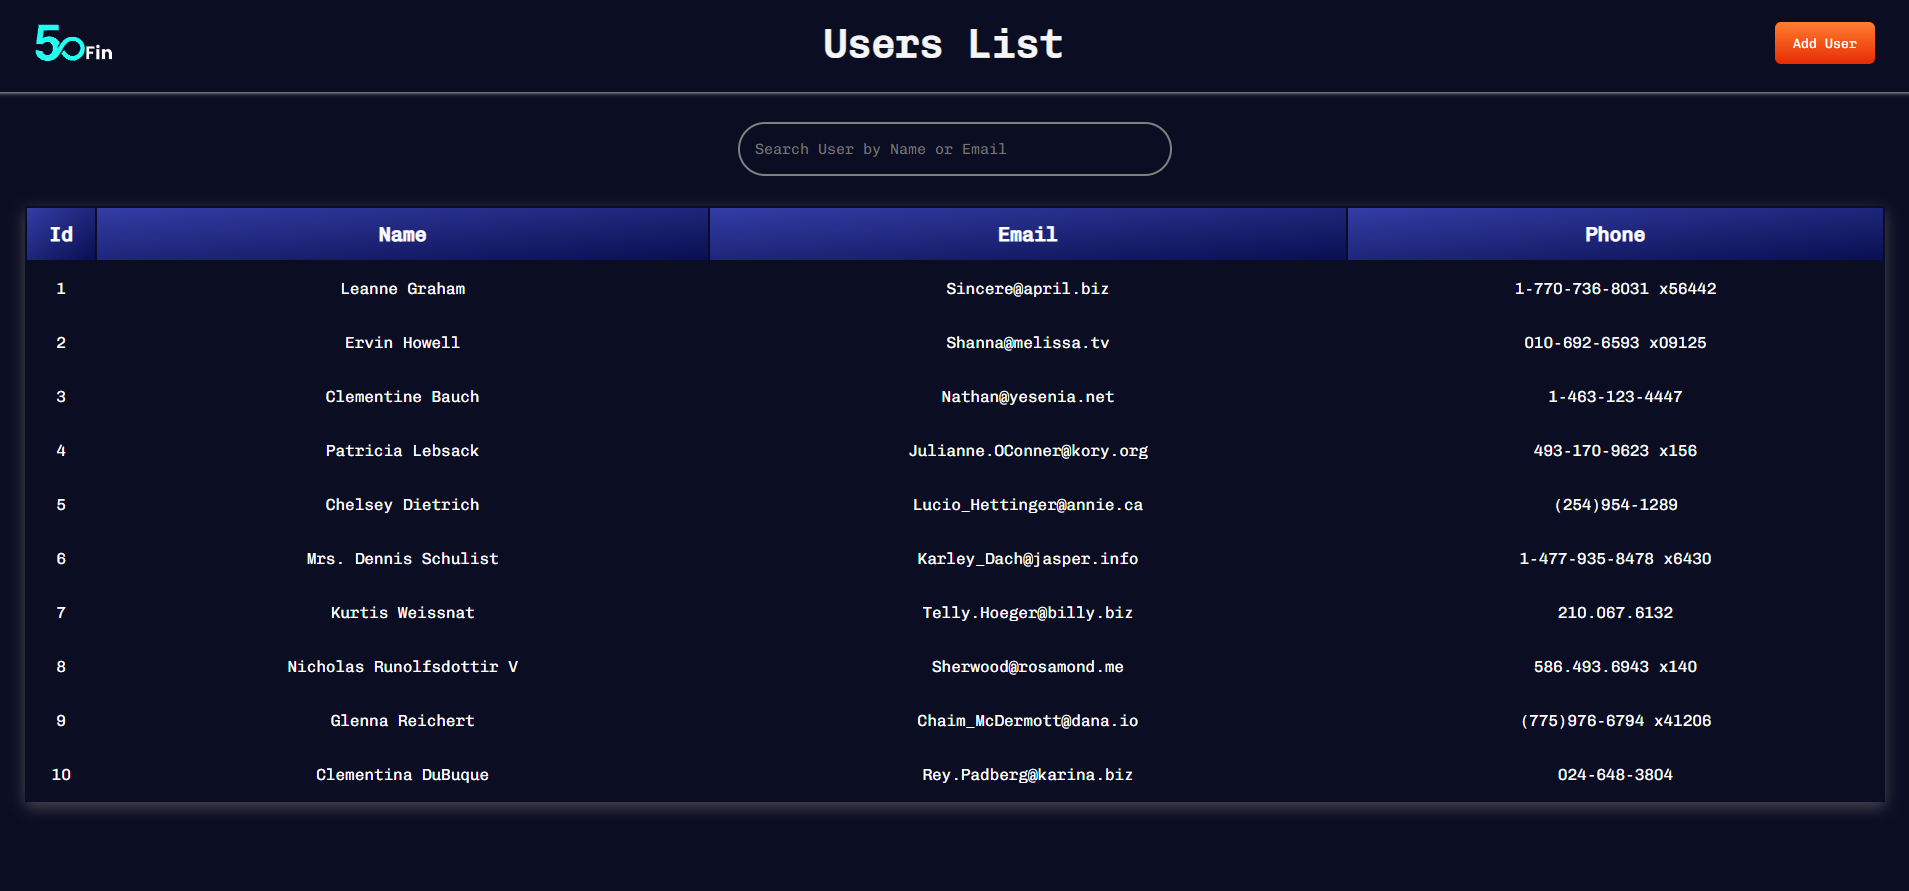 50Fin
Users List
Add User
Search User by Name or Email
Id Name Email Phone
1 Leanne Graham Sincere@april.biz 1-770-736-8031 x56442
2 Ervin Howell Shanna@melissa.tv 010-692-6593 x09125
3 Clementine Bauch Nathan@yesenia.net 1-463-123-4447
4 Patricia Lebsack Julianne.OConner@kory.org 493-170-9623 x156
5 Chelsey Dietrich Lucio_Hettinger@annie.ca (254)954-1289
6 Mrs. Dennis Schulist Karley_Dach@jasper.info 1-477-935-8478 x6430
7 Kurtis Weissnat Telly.Hoeger@billy.biz 210.067.6132
8 Nicholas Runolfsdottir V Sherwood@rosamond.me 586.493.6943 x140
9 Glenna Reichert Chaim_McDermott@dana.io (775)976-6794 x41206
10 Clementina DuBuque Rey.Padberg@karina.biz 024-648-3804